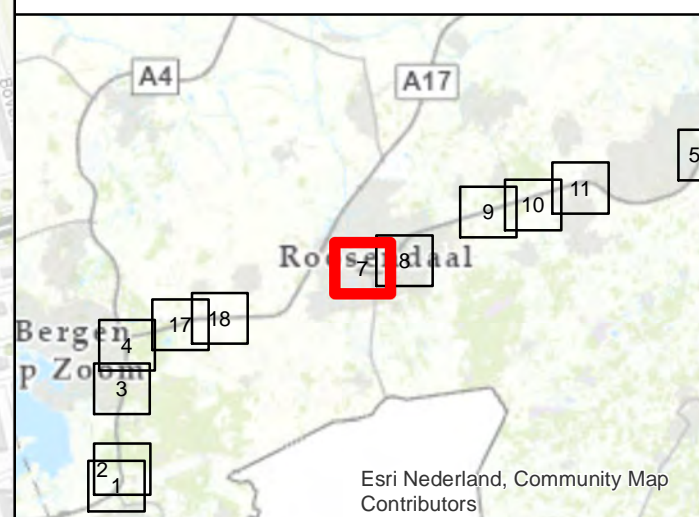 A4
A17
5
11
10
9
Roosendaal
7
8
17
18
Bergen
4
p Zoom
3
2
1
Esri Nederland, Community Map
Contributors